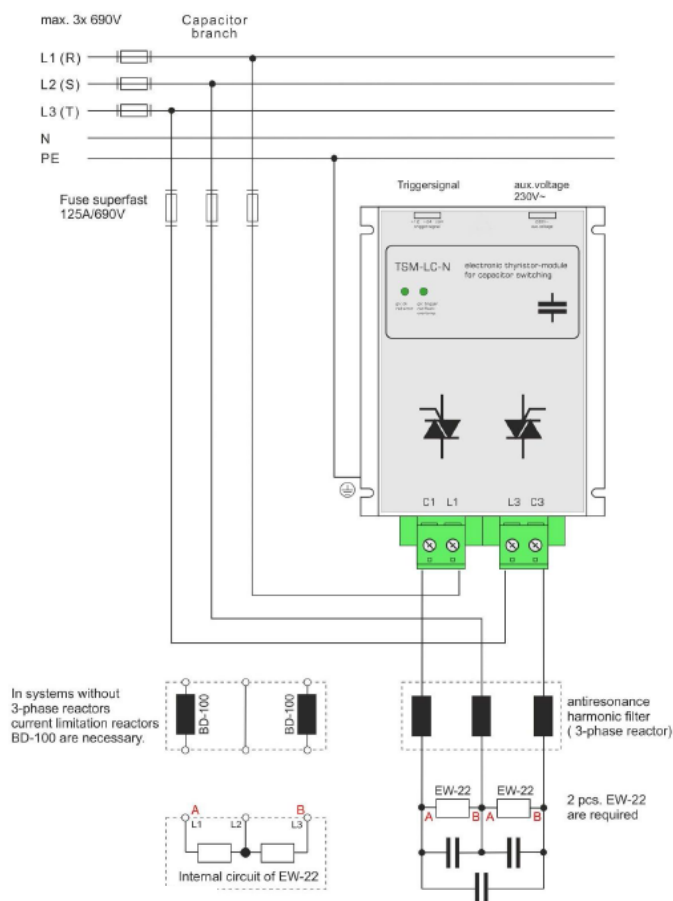 max. 3x 690V
Capacitor
branch
L1 (R)
L2 (S)
L3 (T)
N
PE
Fuse superfast
125A/690V
Triggersignal
aux.voltage
230V~
TSM-LC-N
electronic thyristor-module
for capacitor switching
C1 L1
L3 C3
In systems without
3-phase reactors
current limitation reactors
BD-100 are necessary.
BD-100
BD-100
antiresonance
harmonic filter
( 3-phase reactor)
EW-22
EW-22
A
B
A
B
2 pcs. EW-22
are required
A
B
L1
L2
L3
Internal circuit of EW-22